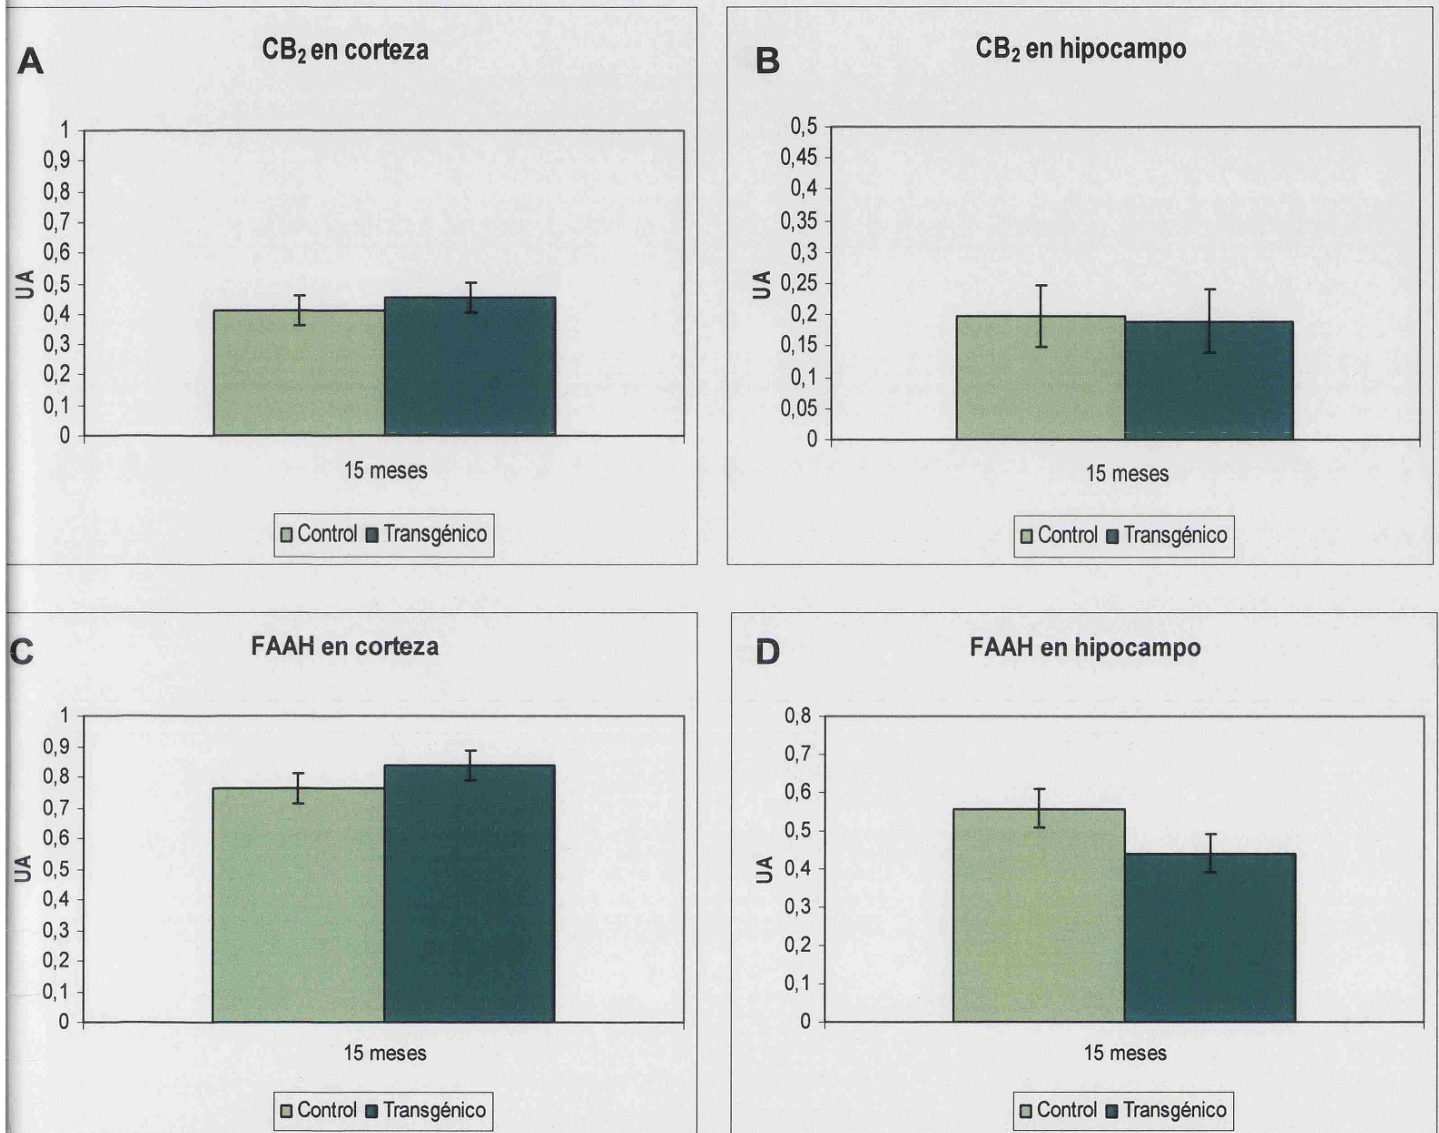 A
CB₂ en corteza
1
0,9
0,8
0,7
0,6
0,5
0,4
0,3
0,2
0,1
0
UA
15 meses
Control Transgénico
B
CB₂ en hipocampo
0,5
0,45
0,4
0,35
0,3
0,25
0,2
0,15
0,1
0,05
0
UA
15 meses
Control Transgénico
C
FAAH en corteza
1
0,9
0,8
0,7
0,6
0,5
0,4
0,3
0,2
0,1
0
UA
15 meses
Control Transgénico
D
FAAH en hipocampo
0,8
0,7
0,6
0,5
0,4
0,3
0,2
0,1
0
UA
15 meses
Control Transgénico